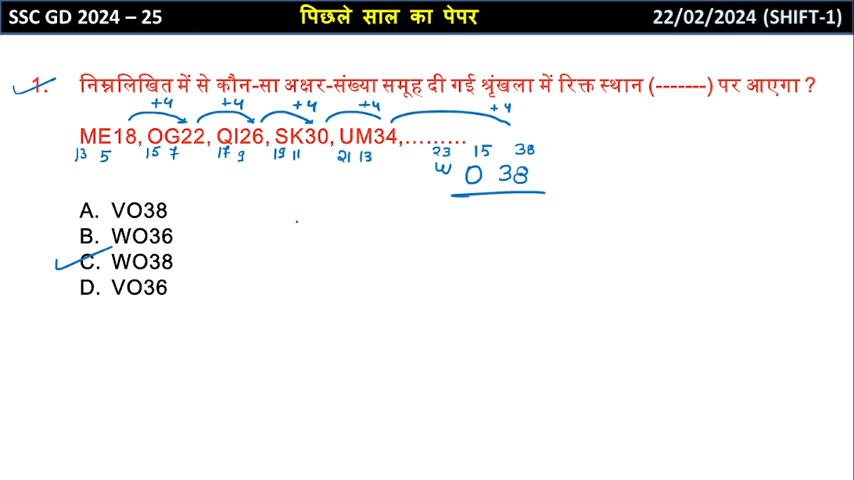 SSC GD 2024 – 25 पिछले साल का पेपर 22/02/2024 (SHIFT-1)
1. निम्नलिखित में से कौन-सा अक्षर-संख्या समूह दी गई श्रृंखला में रिक्त स्थान (-------) पर आएगा ?
+4 +4 +4 +4 +4
ME18, OG22, QI26, SK30, UM34,.........
13 5 15 7 17 9 19 11 21 13 23 15 38
W O 38
A. VO38
B. WO36
C. WO38
D. VO36